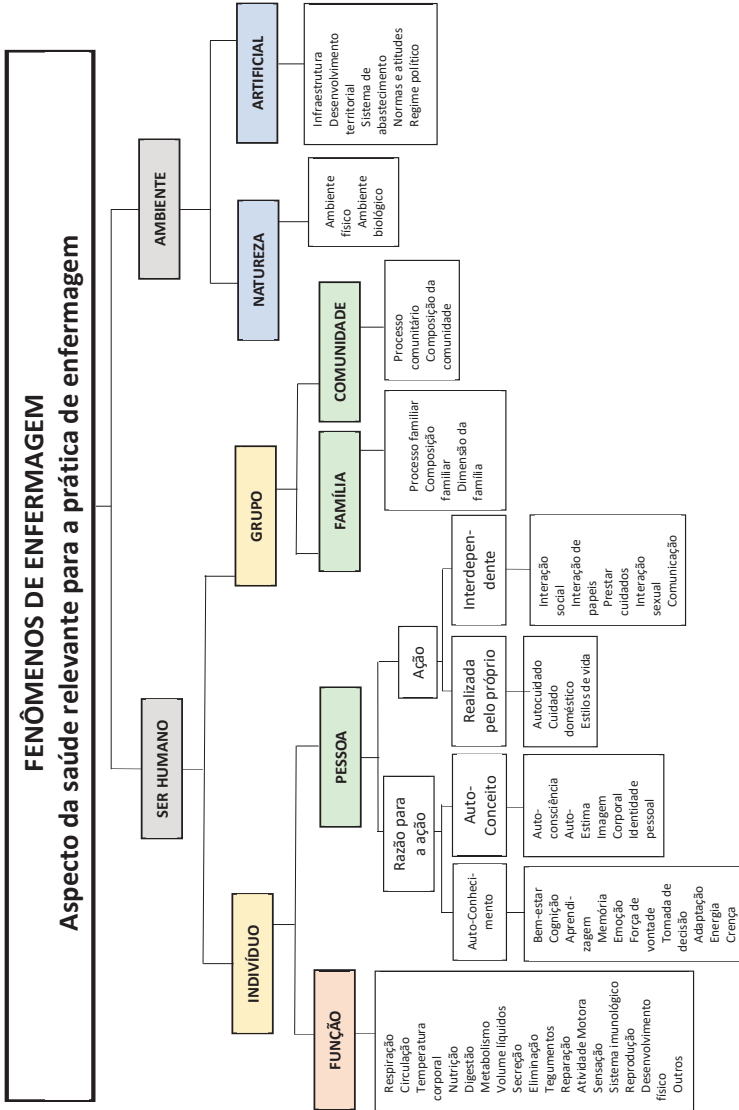 FENÔMENOS DE ENFERMAGEM
Aspecto da saúde relevante para a prática de enfermagem
SER HUMANO
AMBIENTE
INDIVÍDUO
GRUPO
NATUREZA
ARTIFICIAL
FUNÇÃO
PESSOA
FAMÍLIA
COMUNIDADE
Ambiente
físico
Ambiente
biológico
Infraestrutura
Desenvolvimento
territorial
Sistema de
abastecimento
Normas e atitudes
Regime político
Razão para
a ação
Ação
Processo familiar
Composição
familiar
Dimensão da
família
Processo
comunitário
Composição da
comunidade
Auto-Conheci-
mento
Auto-
Conceito
Realizada
pelo próprio
Interdepen-
dente
Respiração
Circulação
Temperatura
corporal
Nutrição
Digestão
Metabolismo
Volume líquidos
Secreção
Eliminação
Tegumentos
Reparação
Atividade Motora
Sensação
Sistema imunológico
Reprodução
Desenvolvimento
físico
Outros
Bem-estar
Cognição
Aprendi-
zagem
Memória
Emoção
Força de
vontade
Tomada de
decisão
Adaptação
Energia
Crença
Auto-
consciência
Auto-
Estima
Imagem
Corporal
Identidade
pessoal
Autocuidado
Cuidado
doméstico
Estilos de vida
Interação
social
Interação de
papeis
Prestar
cuidados
Interação
sexual
Comunicação